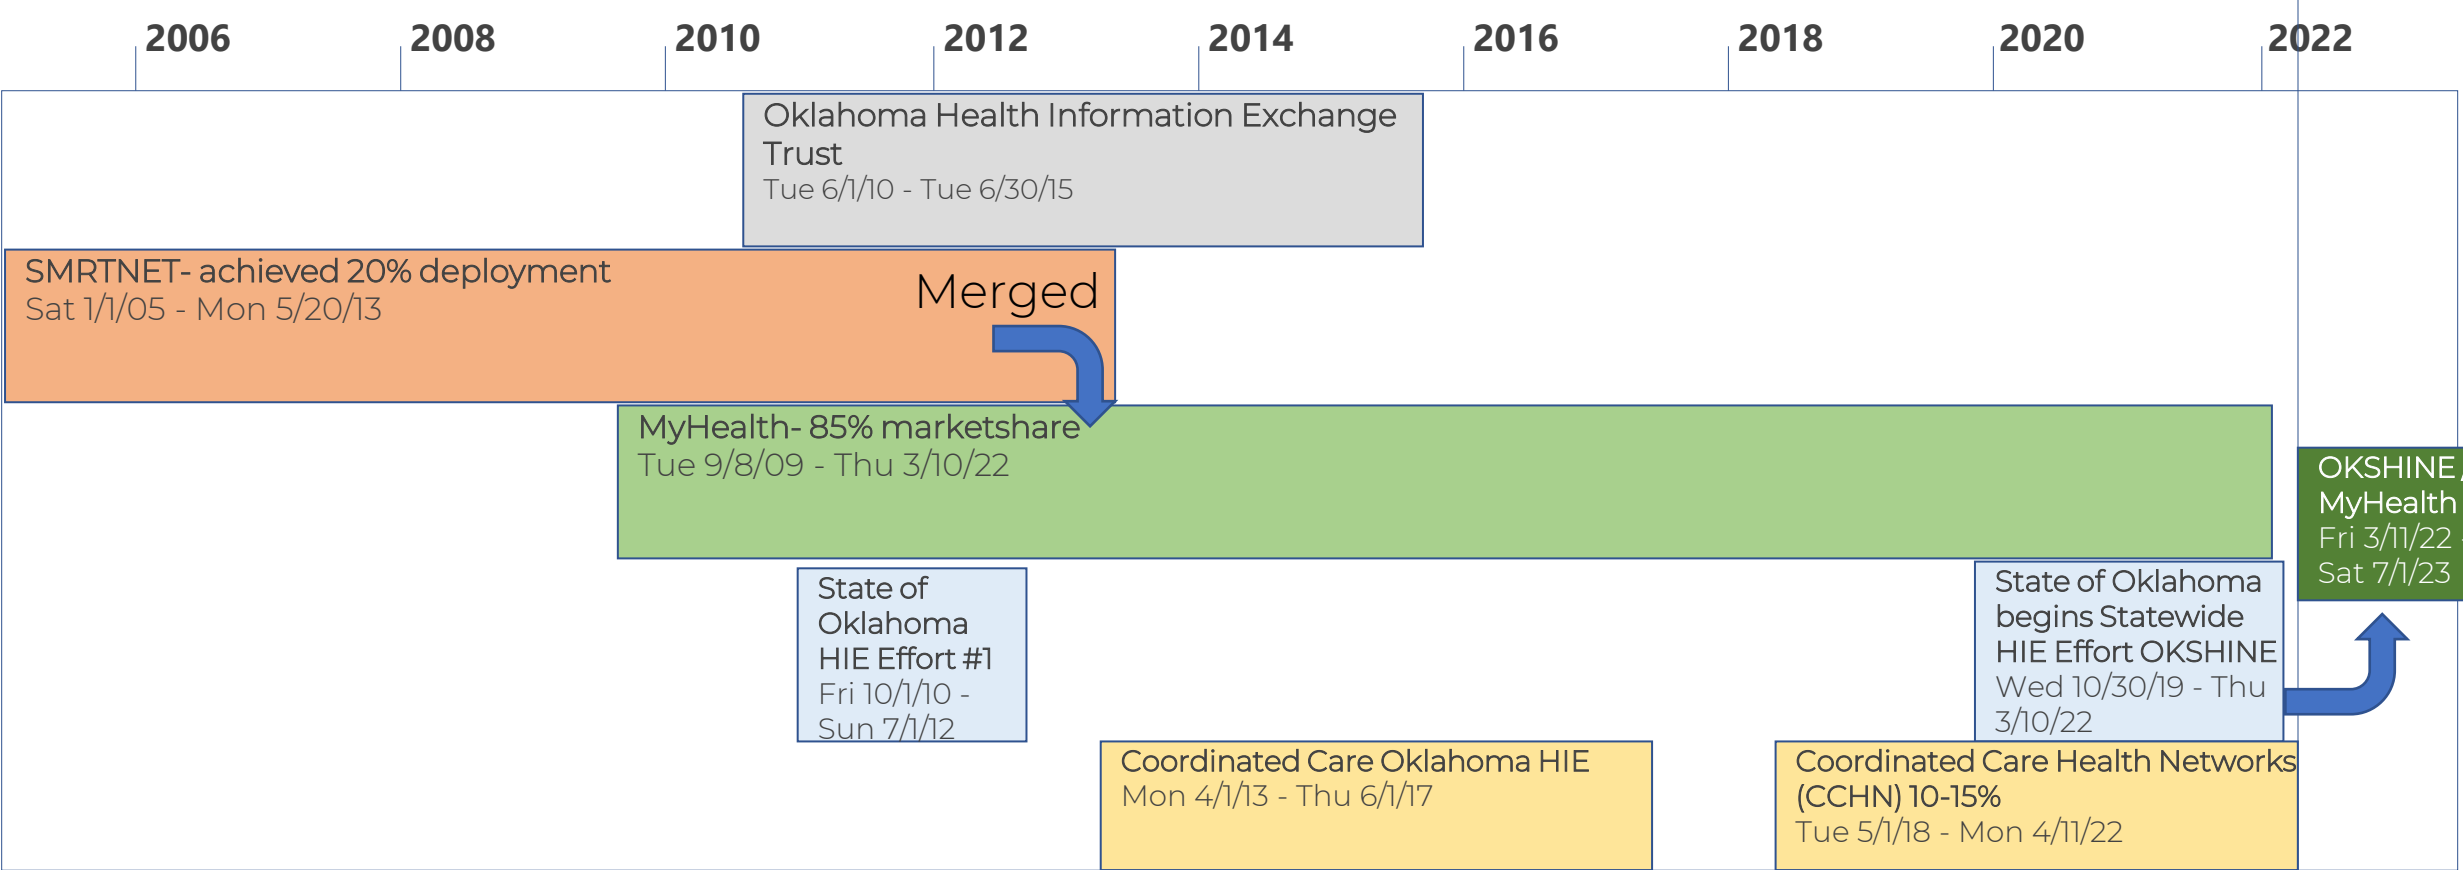 2006 2008 2010 2012 2014 2016 2018 2020 2022
Oklahoma Health Information Exchange
Trust
Tue 6/1/10 - Tue 6/30/15
SMRTNET- achieved 20% deployment
Sat 1/1/05 - Mon 5/20/13
Merged
MyHealth- 85% marketshare
Tue 9/8/09 - Thu 3/10/22
OKSHINE /
MyHealth
Fri 3/11/22 -
Sat 7/1/23
State of
Oklahoma
HIE Effort #1
Fri 10/1/10 -
Sun 7/1/12
State of Oklahoma
begins Statewide
HIE Effort OKSHINE
Wed 10/30/19 - Thu
3/10/22
Coordinated Care Oklahoma HIE
Mon 4/1/13 - Thu 6/1/17
Coordinated Care Health Networks
(CCHN) 10-15%
Tue 5/1/18 - Mon 4/11/22